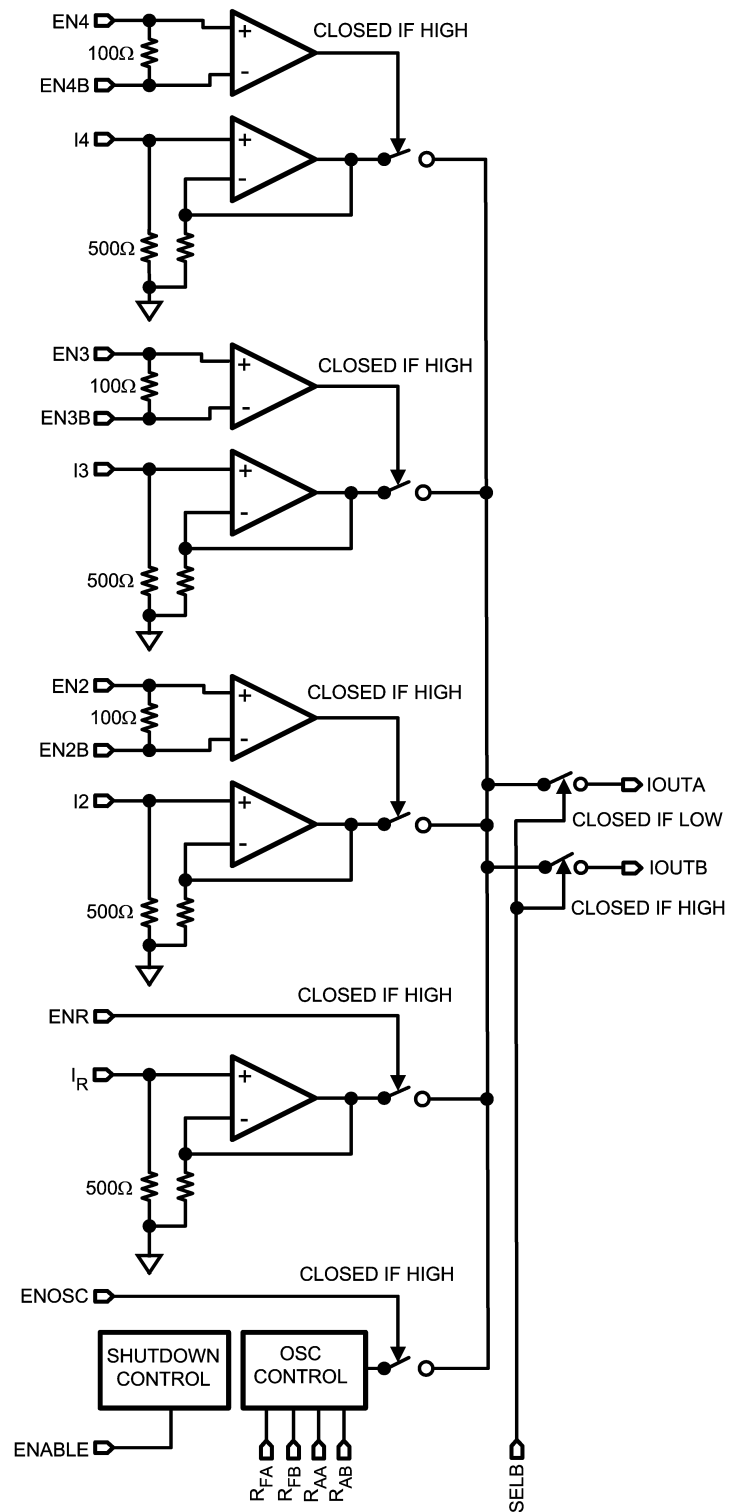 EN4
100Ω
EN4B
+
-
CLOSED IF HIGH
I4
+
-
500Ω
EN3
100Ω
EN3B
+
-
CLOSED IF HIGH
I3
+
-
500Ω
EN2
100Ω
EN2B
+
-
CLOSED IF HIGH
I2
+
-
500Ω
IOUTA
CLOSED IF LOW
IOUTB
CLOSED IF HIGH
CLOSED IF HIGH
ENR
IR
+
-
500Ω
CLOSED IF HIGH
ENOSC
SHUTDOWN
CONTROL
OSC
CONTROL
ENABLE
RFA
RFB
RAA
RAB
SELB